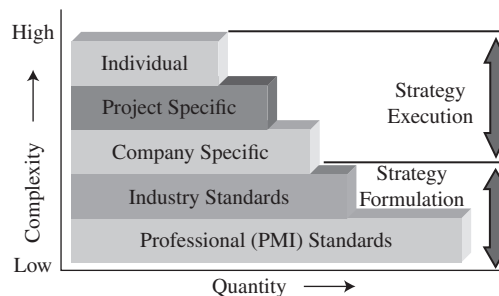 High
Individual
Project Specific
Company Specific
Industry Standards
Professional (PMI) Standards
Low
Complexity
Quantity
Strategy
Execution
Strategy
Formulation